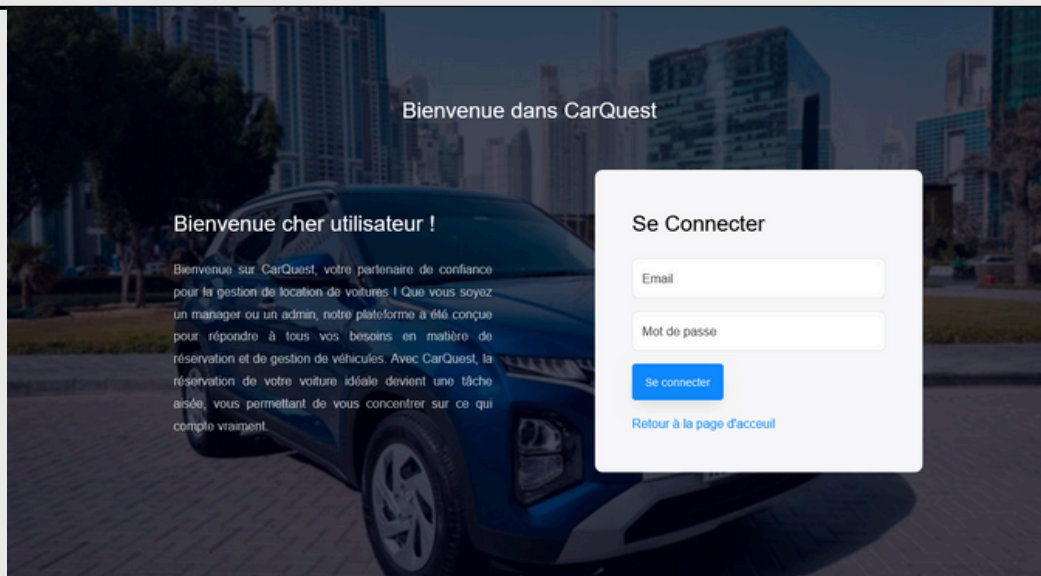 Bienvenue dans CarQuest
Bienvenue cher utilisateur !
Bienvenue sur CarQuest, votre partenaire de confiance
pour la gestion de location de voitures ! Que vous soyez
un manager ou un admin, notre plateforme a été conçue
pour répondre à tous vos besoins en matière de
réservation et de gestion de véhicules. Avec CarQuest, la
réservation de votre voiture idéale devient une tâche
aisée, vous permettant de vous concentrer sur ce qui
compte vraiment.
Se Connecter
Email
Mot de passe
Se connecter
Retour à la page d'acceuil